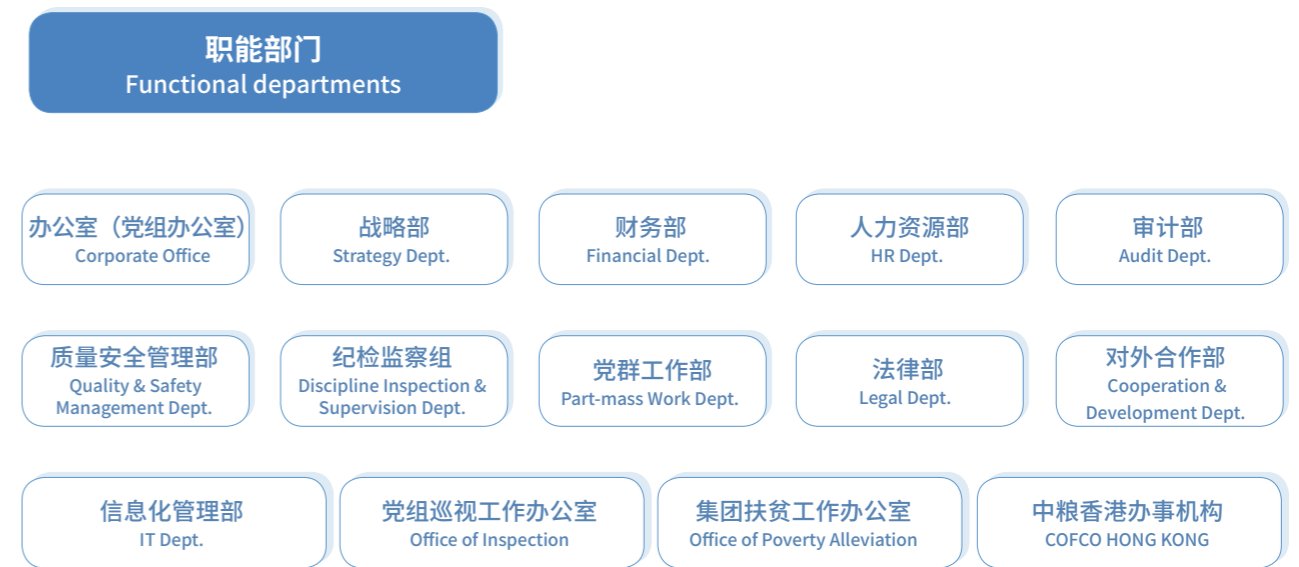 职能部门
Functional departments
办公室（党组办公室）
Corporate Office
战略部
Strategy Dept.
财务部
Financial Dept.
人力资源部
HR Dept.
审计部
Audit Dept.
质量安全管理部
Quality & Safety
Management Dept.
纪检监察组
Discipline Inspection &
Supervision Dept.
党群工作部
Part-mass Work Dept.
法律部
Legal Dept.
对外合作部
Cooperation &
Development Dept.
信息化管理部
IT Dept.
党组巡视工作办公室
Office of Inspection
集团扶贫工作办公室
Office of Poverty Alleviation
中粮香港办事机构
COFCO HONG KONG